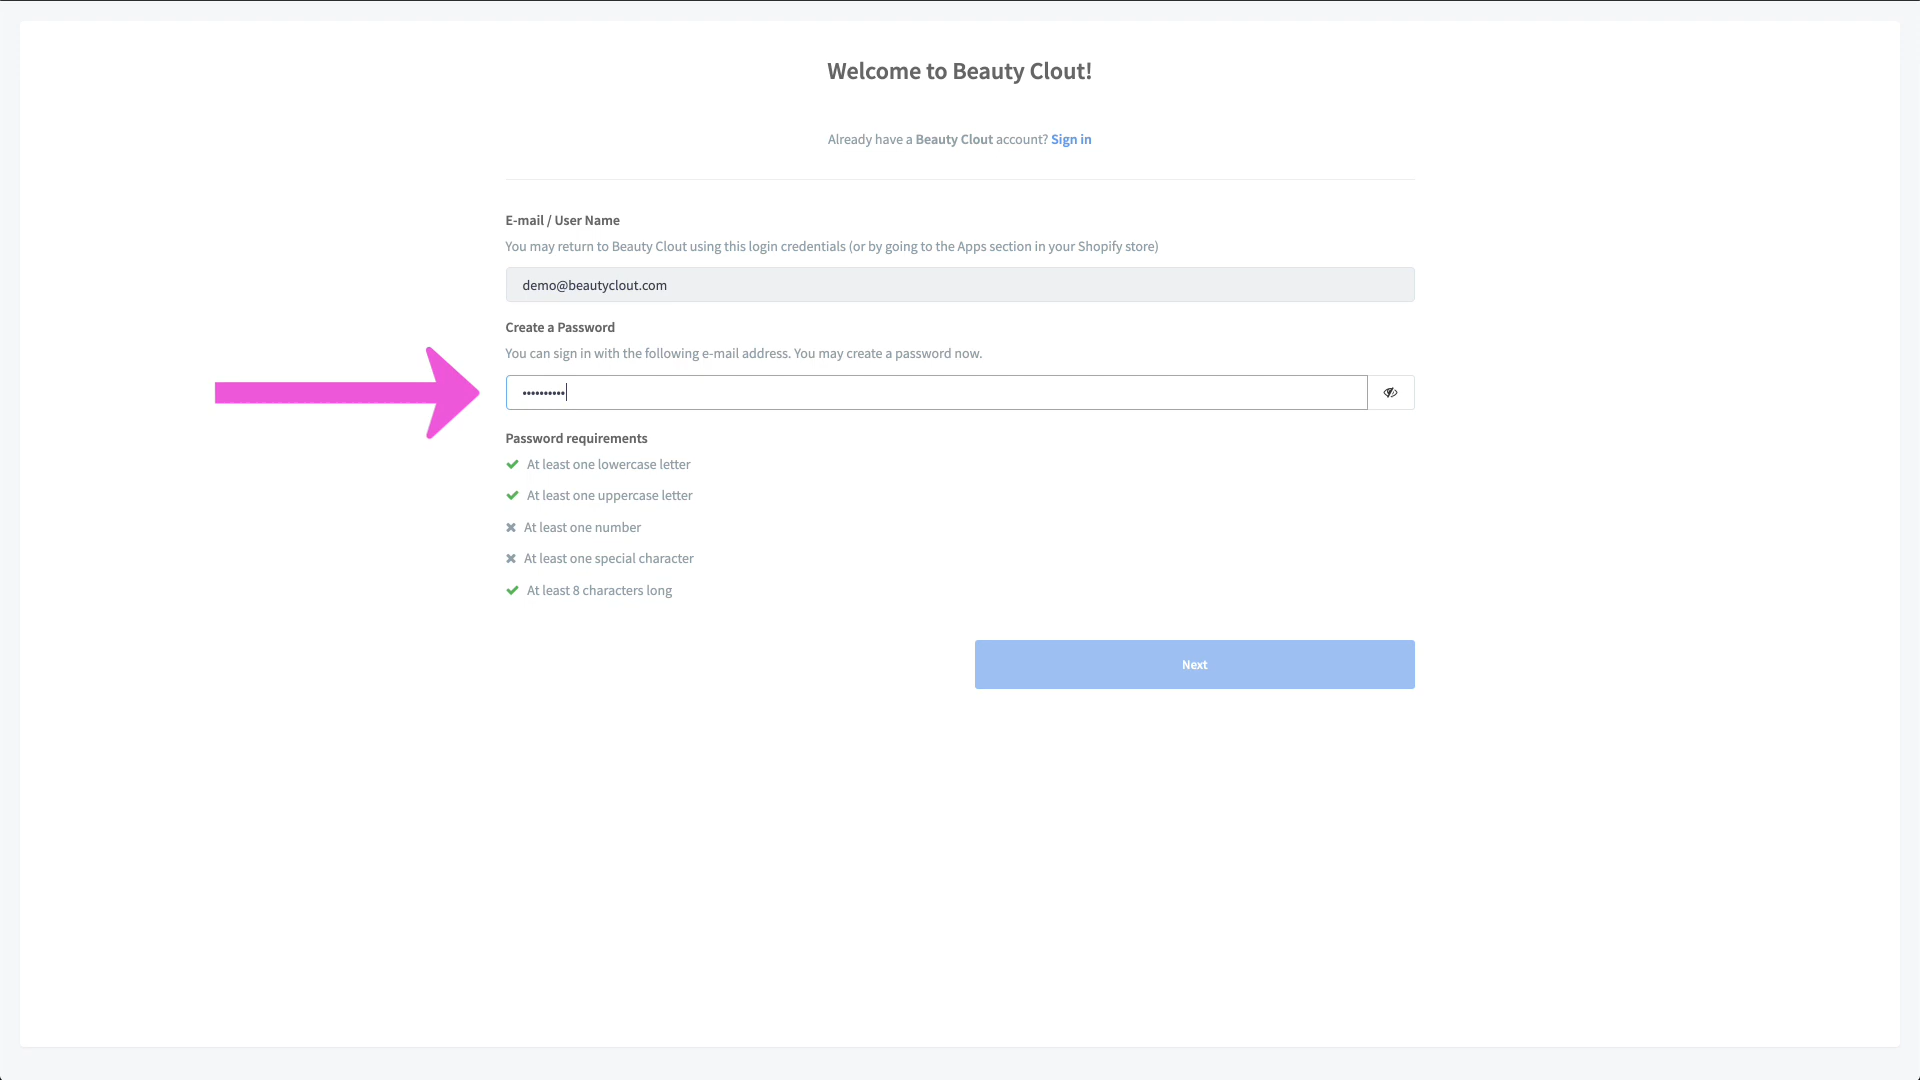 Welcome to Beauty Clout!
Already have a Beauty Clout account? Sign in
E-mail / User Name
You may return to Beauty Clout using this login credentials (or by going to the Apps section in your Shopify store)
demo@beautyclout.com
Create a Password
You can sign in with the following e-mail address. You may create a password now.
••••••••••
Password requirements
At least one lowercase letter
At least one uppercase letter
At least one number
At least one special character
At least 8 characters long
Next